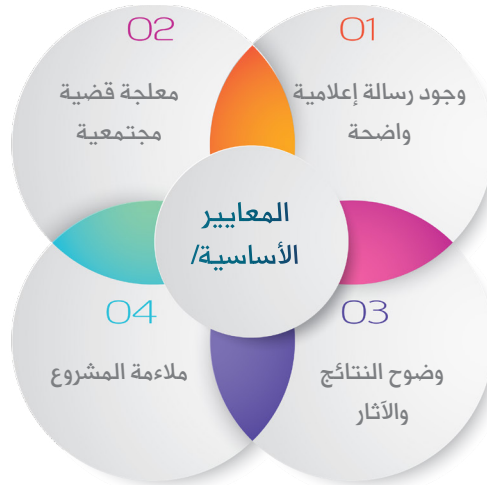 01
وجود رسالة إعلامية
واضحة
02
معلجة قضية
مجتمعية
المعايير
الأساسية/
03
وضوح النتائج
والآثار
04
ملاءمة المشروع